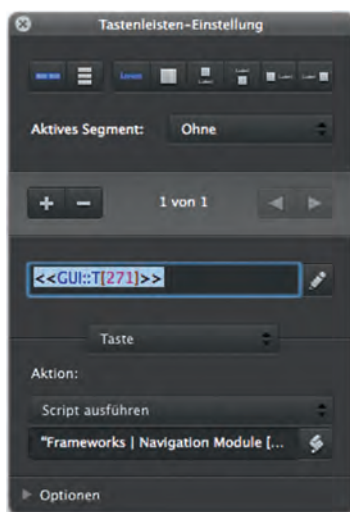 Tastenleisten-Einstellung
Aktives Segment: Ohne
1 von 1
<<GUI::T[271]>>
Taste
Aktion:
Script ausführen
"Frameworks | Navigation Module [...
Optionen